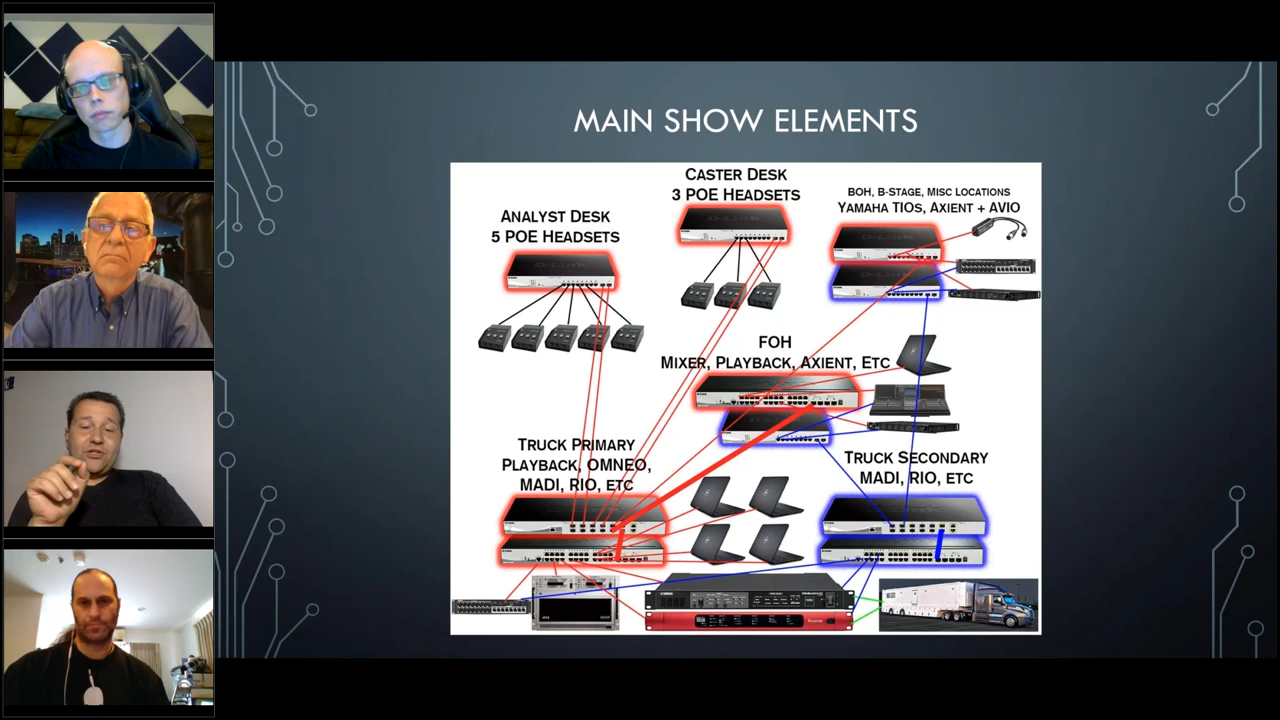 MAIN SHOW ELEMENTS
CASTER DESK
3 POE HEADSETS
BOH, B-STAGE, MISC LOCATIONS
YAMAHA TIOS, AXIENT + AVIO
ANALYST DESK
5 POE HEADSETS
FOH
MIXER, PLAYBACK, AXIENT, ETC
TRUCK PRIMARY
PLAYBACK, OMNEO,
MADI, RIO, ETC
TRUCK SECONDARY
MADI, RIO, ETC